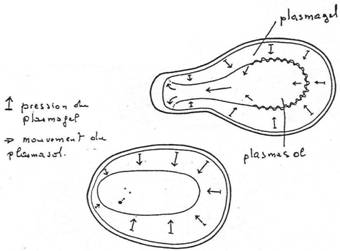 plasmagel
pression du
plasmagel
mouvement du
plasmasol.
plasmasol